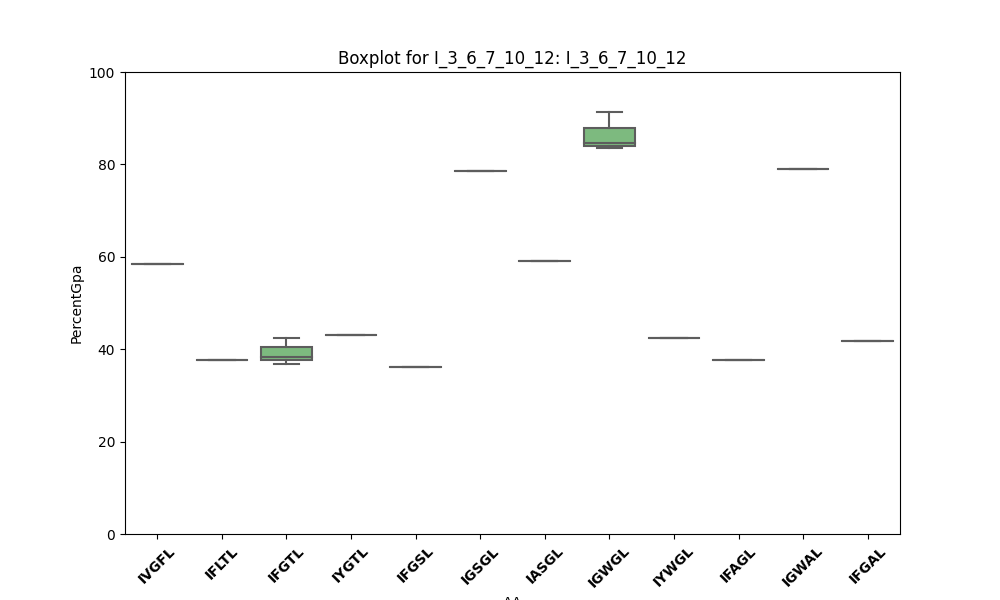 Boxplot for I_3_6_7_10_12: I_3_6_7_10_12
100
80
60
40
20
0
PercentGpa
IVGFL
IFLTL
IFGTL
IYGTL
IFGSL
IGSGL
IASGL
IGWGL
IYWGL
IFAGL
IGWAL
IFGAL
AA